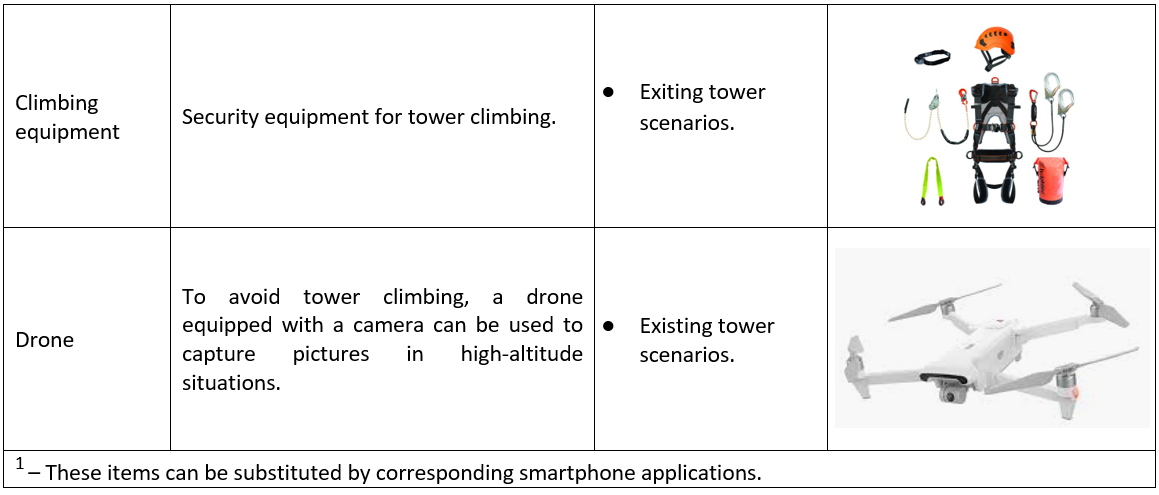 Climbing
equipment
Security equipment for tower climbing.
● Exiting tower
scenarios.
Drone
To avoid tower climbing, a drone
equipped with a camera can be used to
capture pictures in high-altitude
situations.
● Existing tower
scenarios.
1 – These items can be substituted by corresponding smartphone applications.